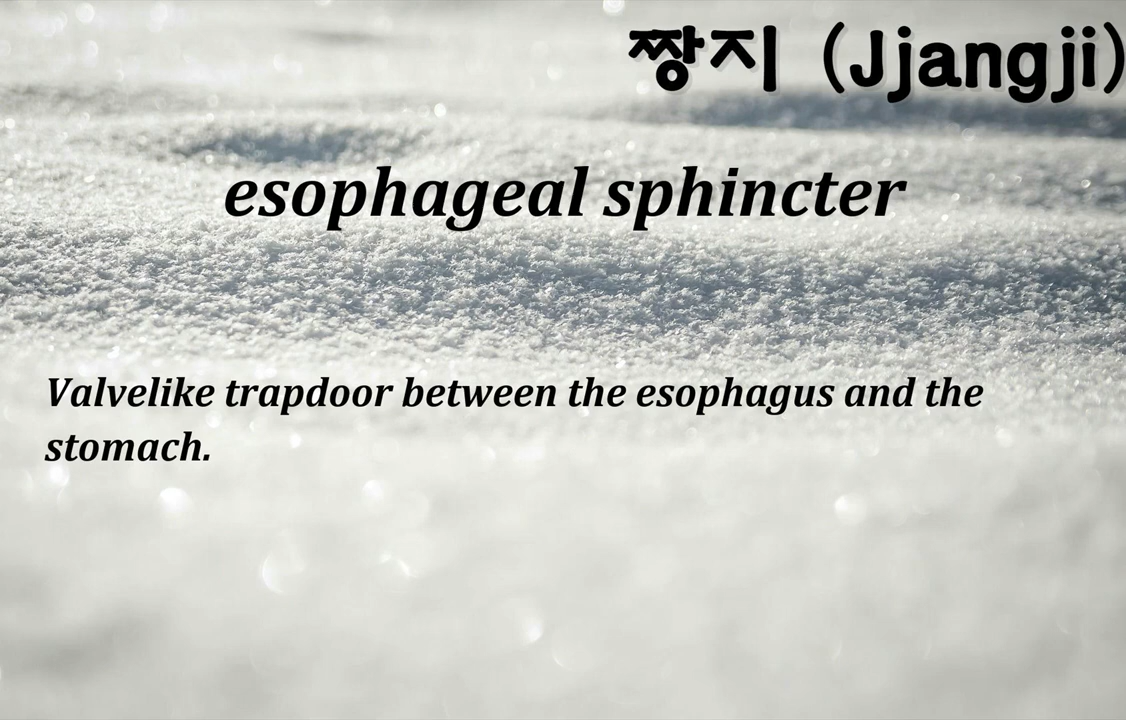 짱지 (Jjangji)
esophageal sphincter
Valvelike trapdoor between the esophagus and the
stomach.